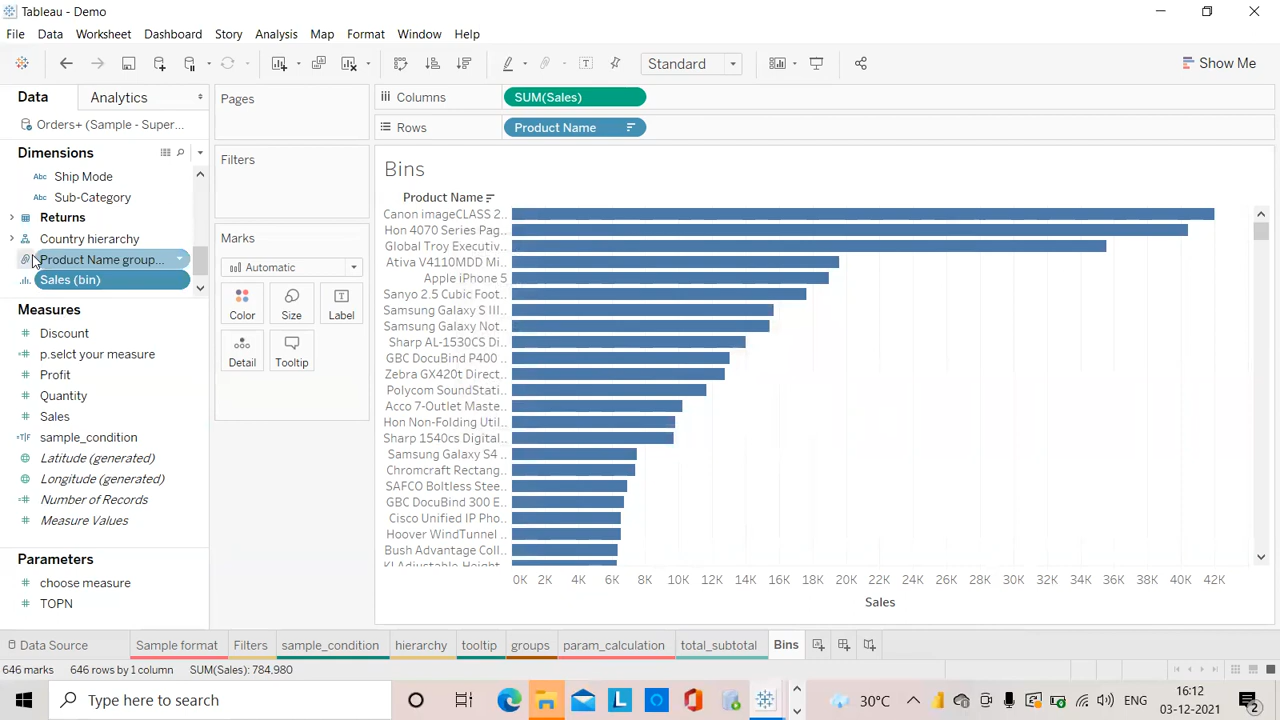 Tableau - Demo
File Data Worksheet Dashboard Story Analysis Map Format Window Help
Standard
Show Me
Data Analytics
Orders+ (Sample - Super...
Dimensions
Abc Ship Mode
Abc Sub-Category
Returns
Country hierarchy
Product Name group...
Sales (bin)
Measures
Discount
p.selct your measure
Profit
Quantity
Sales
sample_condition
Latitude (generated)
Longitude (generated)
Number of Records
Measure Values
Parameters
choose measure
TOPN
Pages
Filters
Marks
Automatic
Color Size Label
Detail Tooltip
Columns SUM(Sales)
Rows Product Name
Bins
Product Name
Canon imageCLASS 2...
Hon 4070 Series Pag..
Global Troy Executiv..
Ativa V4110MDD Mi..
Apple iPhone 5
Sanyo 2.5 Cubic Foot..
Samsung Galaxy S III..
Samsung Galaxy Not..
Sharp AL-1530CS Di..
GBC DocuBind P400 ..
Zebra GX420t Direct..
Polycom SoundStati..
Acco 7-Outlet Maste..
Hon Non-Folding Util..
Sharp 1540cs Digital..
Samsung Galaxy S4 ..
Chromcraft Rectang..
SAFCO Boltless Stee..
GBC DocuBind 300 E..
Cisco Unified IP Pho..
Hoover WindTunnel ..
Bush Advantage Coll..
KI Adjustable-Height
0K 2K 4K 6K 8K 10K 12K 14K 16K 18K 20K 22K 24K 26K 28K 30K 32K 34K 36K 38K 40K 42K
Sales
Data Source Sample format Filters sample_condition hierarchy tooltip groups param_calculation total_subtotal Bins
646 marks 646 rows by 1 column SUM(Sales): 784,980
Type here to search
30°C
ENG
16:12
03-12-2021
2